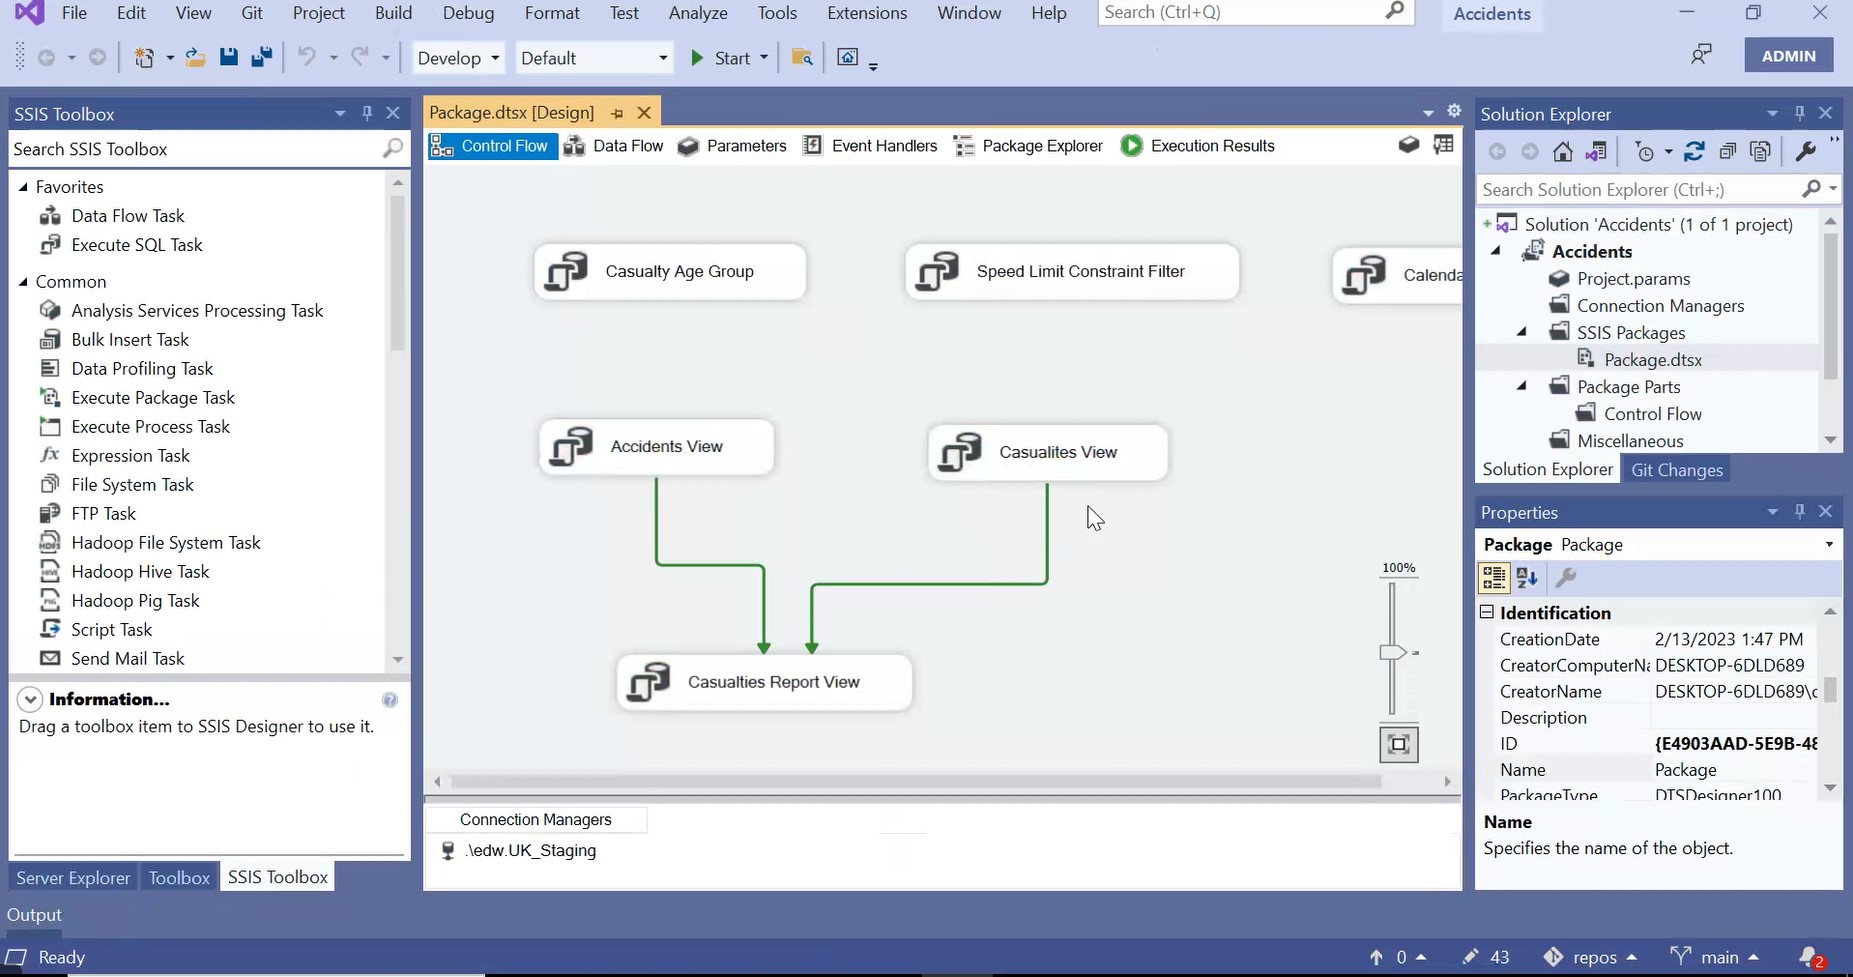 File Edit View Git Project Build Debug Format Test Analyze Tools Extensions Window Help Search (Ctrl+Q) Accidents
Develop Default Start ADMIN
SSIS Toolbox
Search SSIS Toolbox
Favorites
Data Flow Task
Execute SQL Task
Common
Analysis Services Processing Task
Bulk Insert Task
Data Profiling Task
Execute Package Task
Execute Process Task
Expression Task
File System Task
FTP Task
Hadoop File System Task
Hadoop Hive Task
Hadoop Pig Task
Script Task
Send Mail Task
Information...
Drag a toolbox item to SSIS Designer to use it.
Server Explorer Toolbox SSIS Toolbox
Package.dtsx [Design]
Control Flow Data Flow Parameters Event Handlers Package Explorer Execution Results
Casualty Age Group Speed Limit Constraint Filter Calenda
Accidents View Casualites View
100%
Casualties Report View
Connection Managers
.\edw.UK_Staging
Solution Explorer
Search Solution Explorer (Ctrl+;)
Solution 'Accidents' (1 of 1 project)
Accidents
Project.params
Connection Managers
SSIS Packages
Package.dtsx
Package Parts
Control Flow
Miscellaneous
Solution Explorer Git Changes
Properties
Package Package
Identification
CreationDate 2/13/2023 1:47 PM
CreatorComputerNa DESKTOP-6DLD689
CreatorName DESKTOP-6DLD689\
Description
ID {E4903AAD-5E9B-48
Name Package
PackageType DTSDesigner100
Name
Specifies the name of the object.
Output
Ready 0 43 repos main 2